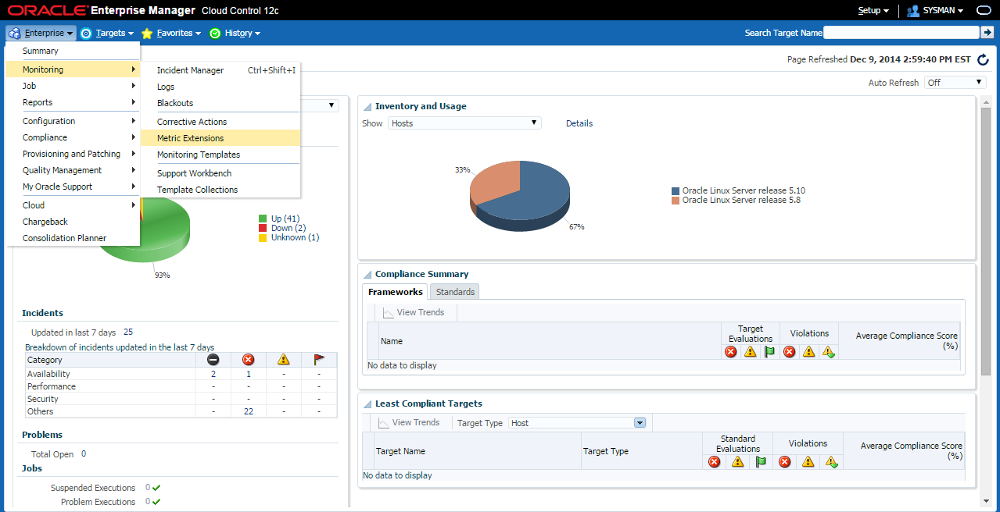 ORACLE Enterprise Manager Cloud Control 12c
Setup SYSMAN
Enterprise Targets Favorites History
Search Target Name
Page Refreshed Dec 9, 2014 2:59:40 PM EST
Auto Refresh Off
Summary
Monitoring
Job
Reports
Configuration
Compliance
Provisioning and Patching
Quality Management
My Oracle Support
Cloud
Chargeback
Consolidation Planner
Incident Manager Ctrl+Shift+I
Logs
Blackouts
Corrective Actions
Metric Extensions
Monitoring Templates
Support Workbench
Template Collections
Up (41)
Down (2)
Unknown (1)
93%
Incidents
Updated in last 7 days 25
Breakdown of incidents updated in the last 7 days
Category
Availability 2 1 - -
Performance - - - -
Security - - - -
Others - 22 - -
Problems
Total Open 0
Jobs
Suspended Executions 0
Problem Executions 0
Inventory and Usage
Show Hosts Details
33%
67%
Oracle Linux Server release 5.10
Oracle Linux Server release 5.8
Compliance Summary
Frameworks Standards
View Trends
Name
Target Evaluations
Violations
Average Compliance Score (%)
No data to display
Least Compliant Targets
View Trends Target Type Host
Target Name
Target Type
Standard Evaluations
Violations
Average Compliance Score (%)
No data to display